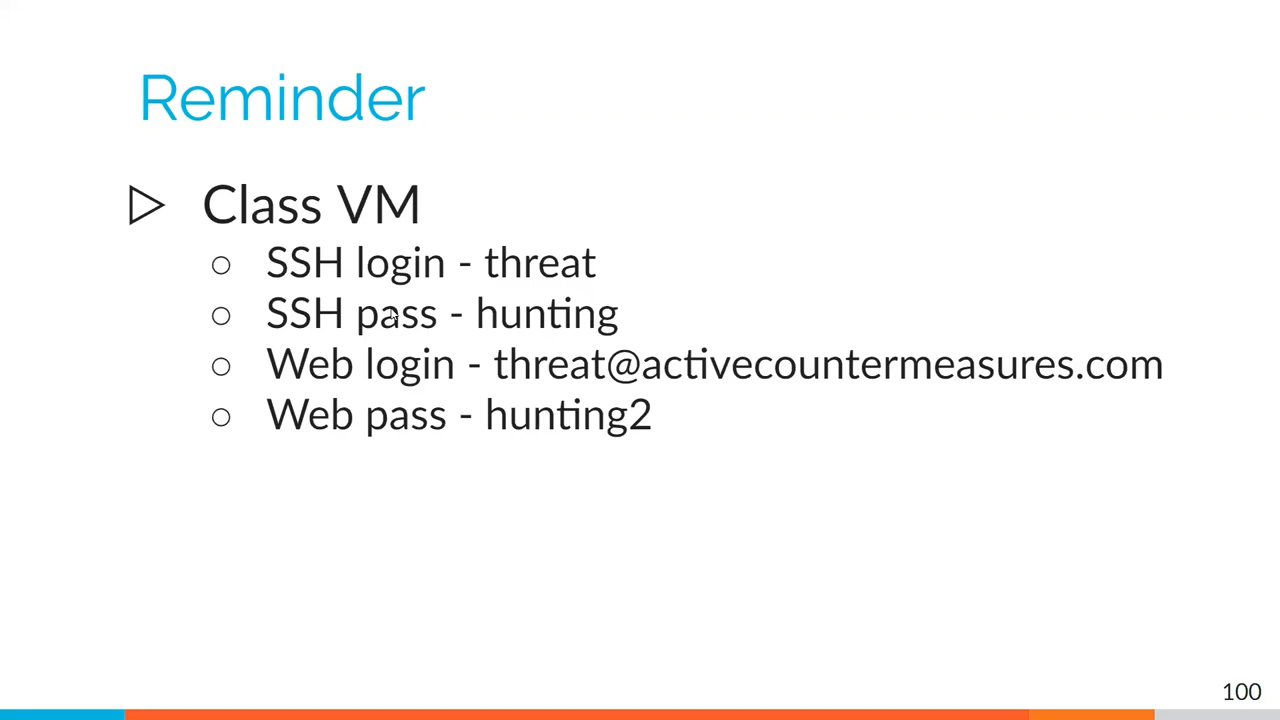 Reminder
▷ Class VM
○ SSH login - threat
○ SSH pass - hunting
○ Web login - threat@activecountermeasures.com
○ Web pass - hunting2
100